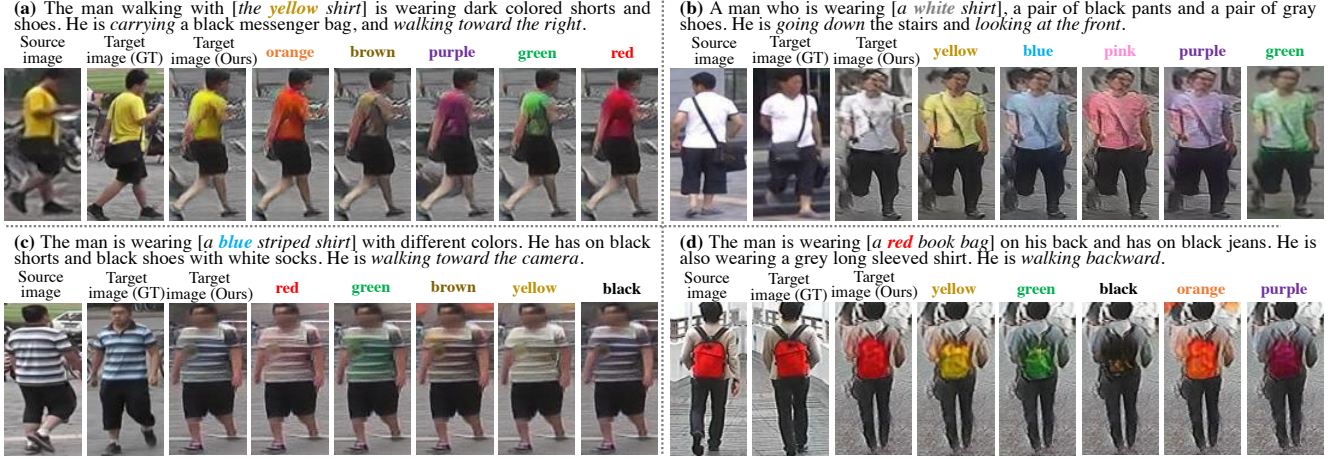 (a) The man walking with [the yellow shirt] is wearing dark colored shorts and
shoes. He is carrying a black messenger bag, and walking toward the right.
Source image
Target image (GT)
Target image (Ours)
orange
brown
purple
green
red
(b) A man who is wearing [a white shirt], a pair of black pants and a pair of gray
shoes. He is going down the stairs and looking at the front.
Source image
Target image (GT)
Target image (Ours)
yellow
blue
pink
purple
green
(c) The man is wearing [a blue striped shirt] with different colors. He has on black
shorts and black shoes with white socks. He is walking toward the camera.
Source image
Target image (GT)
Target image (Ours)
red
green
brown
yellow
black
(d) The man is wearing [a red book bag] on his back and has on black jeans. He is
also wearing a grey long sleeved shirt. He is walking backward.
Source image
Target image (GT)
Target image (Ours)
yellow
green
black
orange
purple